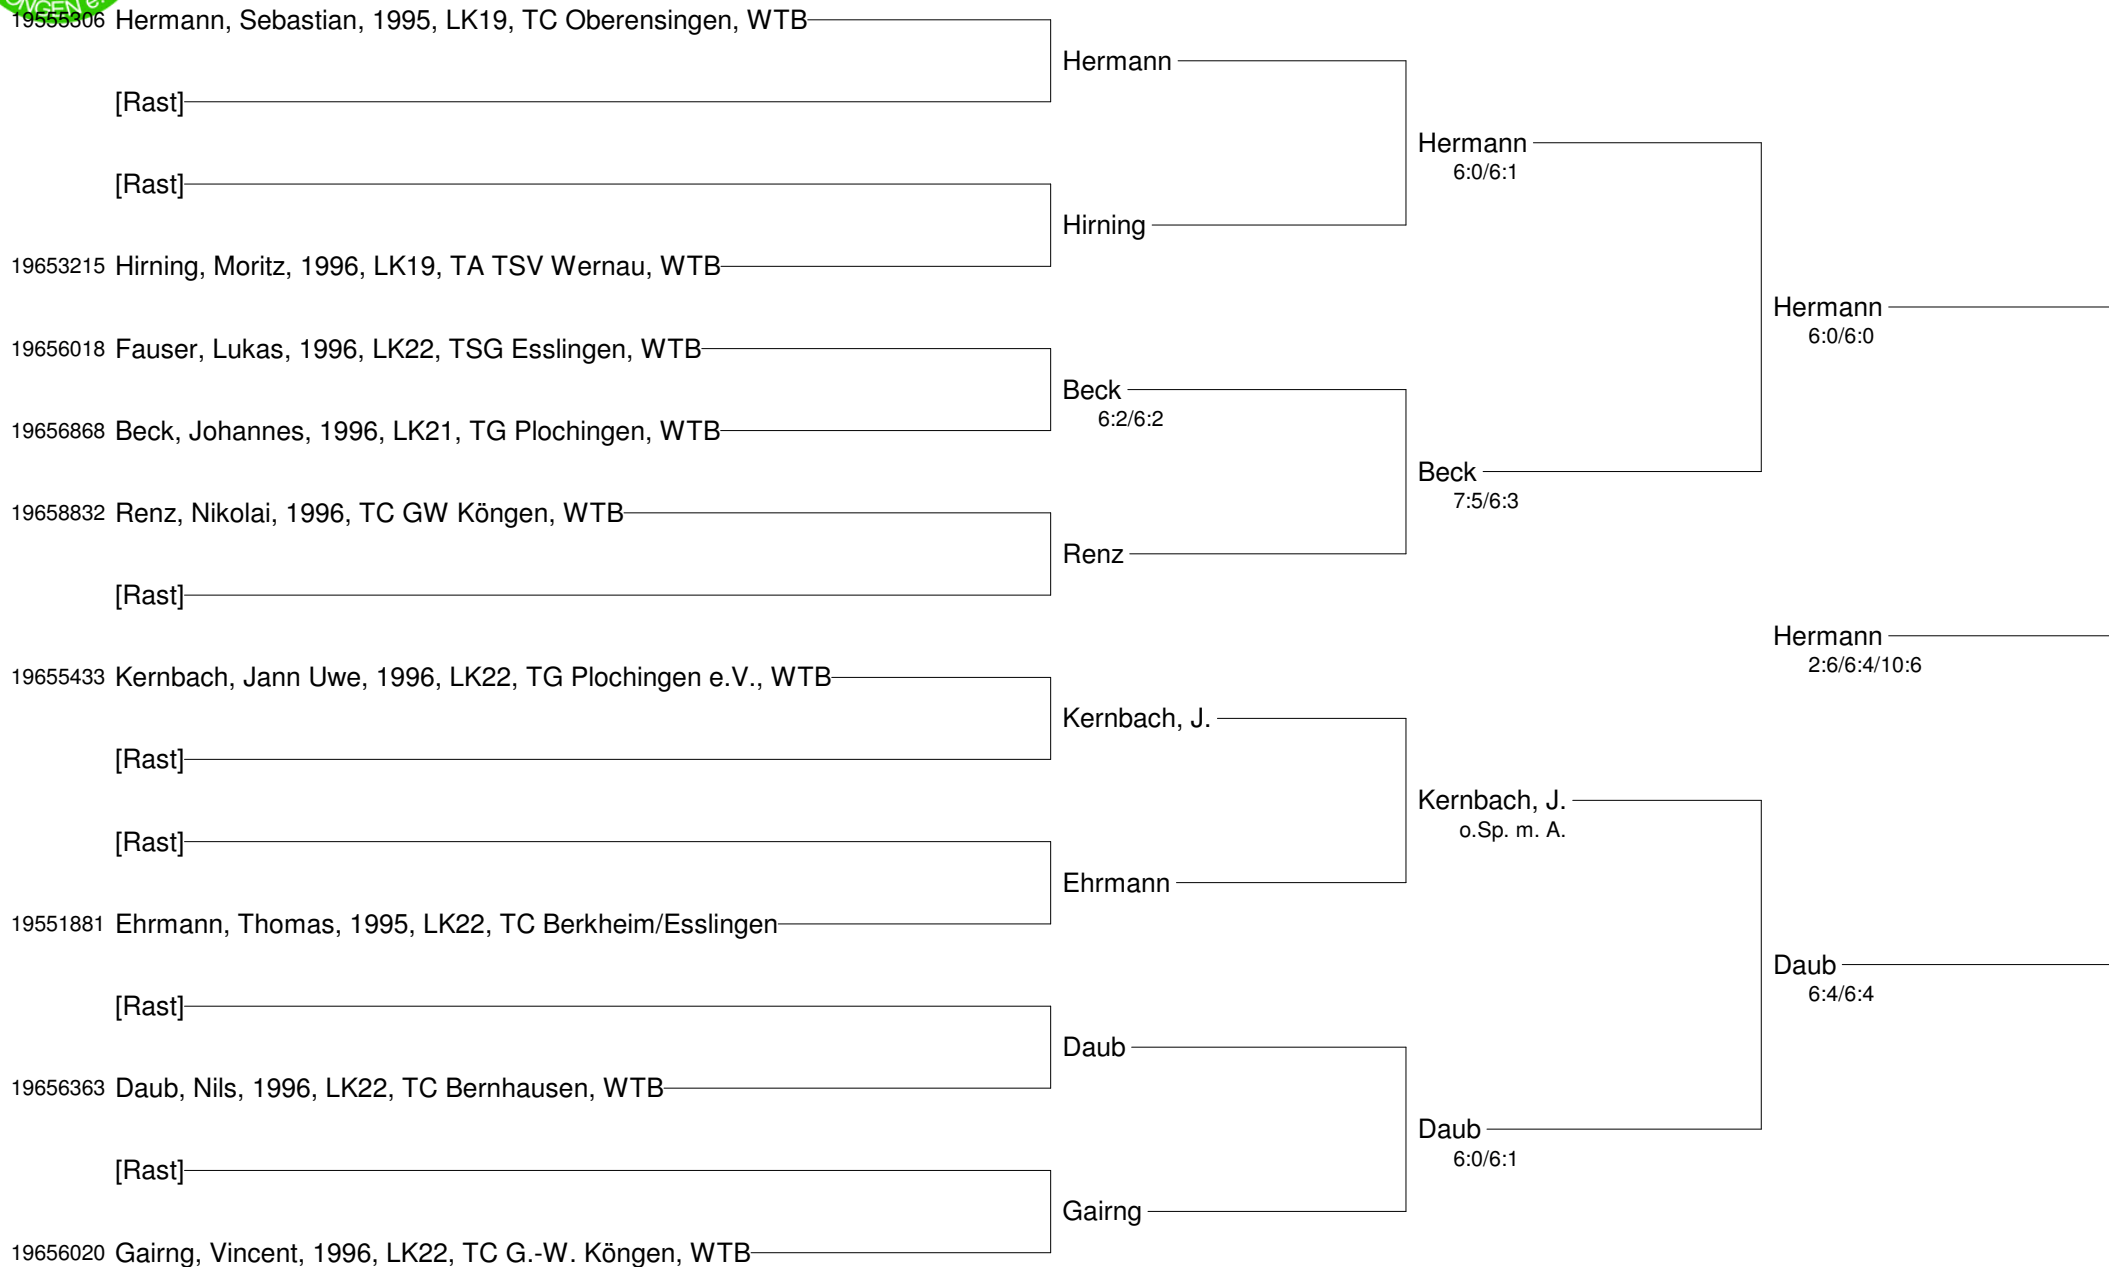 NGEN e.
19555306 Hermann, Sebastian, 1995, LK19, TC Oberensingen, WTB
Hermann
[Rast]
Hermann
6:0/6:1
[Rast]
Hirning
19653215 Hirning, Moritz, 1996, LK19, TA TSV Wernau, WTB
Hermann
6:0/6:0
19656018 Fauser, Lukas, 1996, LK22, TSG Esslingen, WTB
Beck
6:2/6:2
19656868 Beck, Johannes, 1996, LK21, TG Plochingen, WTB
Beck
7:5/6:3
19658832 Renz, Nikolai, 1996, TC GW Köngen, WTB
Renz
[Rast]
Hermann
2:6/6:4/10:6
19655433 Kernbach, Jann Uwe, 1996, LK22, TG Plochingen e.V., WTB
Kernbach, J.
[Rast]
Kernbach, J.
o.Sp. m. A.
[Rast]
Ehrmann
19551881 Ehrmann, Thomas, 1995, LK22, TC Berkheim/Esslingen
Daub
6:4/6:4
[Rast]
Daub
19656363 Daub, Nils, 1996, LK22, TC Bernhausen, WTB
Daub
6:0/6:1
[Rast]
Gairng
19656020 Gairng, Vincent, 1996, LK22, TC G.-W. Köngen, WTB